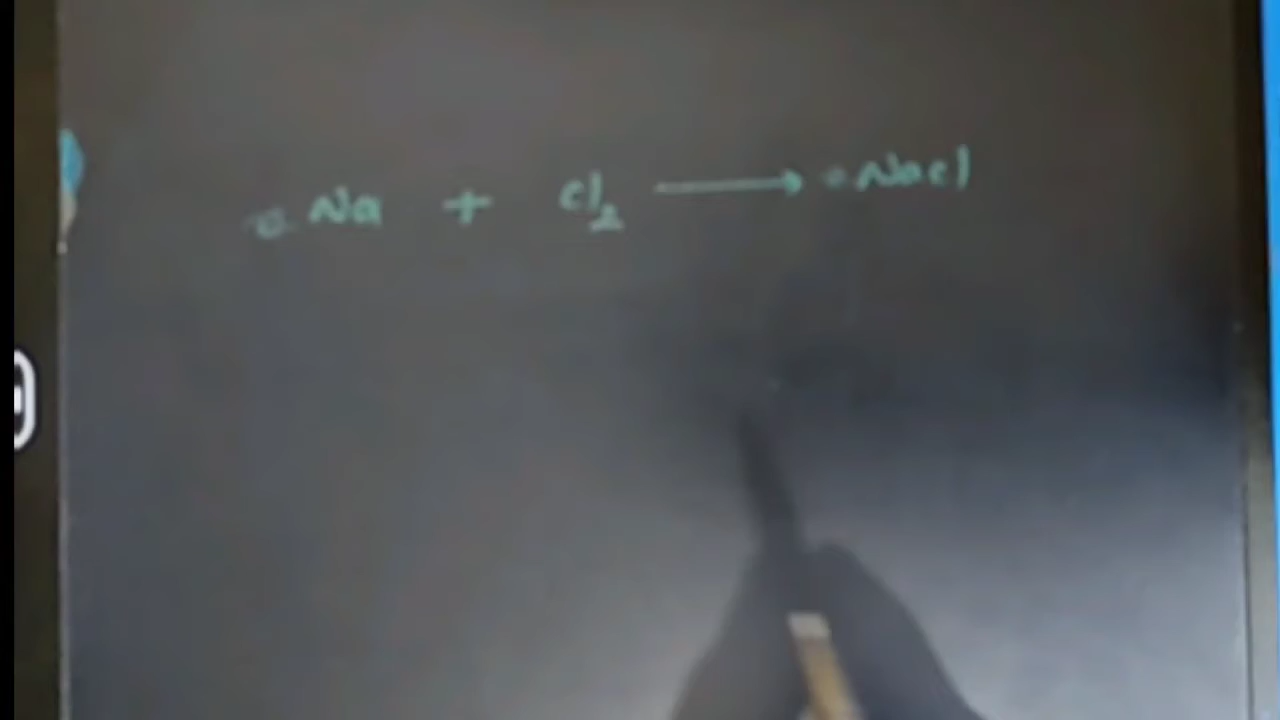 Na + Cl₂ → NaCl